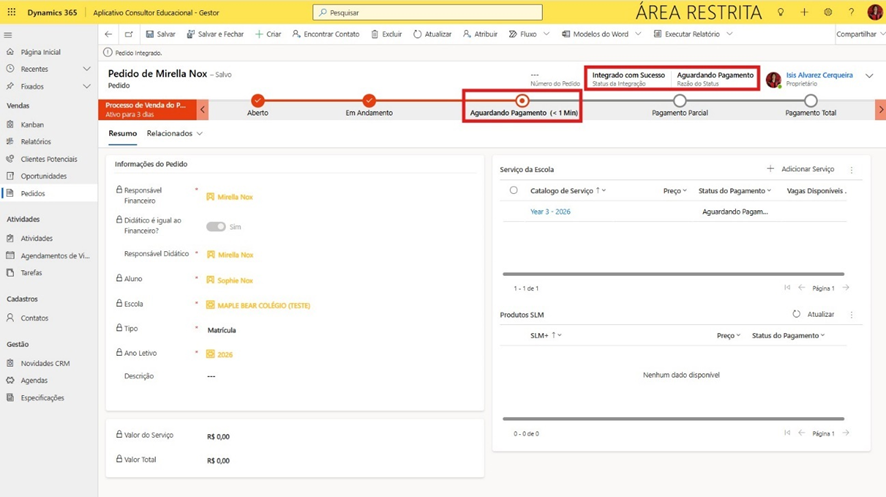 Dynamics 365
Aplicativo Consultor Educacional - Gestor
Pesquisar
ÁREA RESTRITA
Salvar
Salvar e Fechar
Criar
Encontrar Contato
Excluir
Atualizar
Atribuir
Fluxo
Modelos do Word
Executar Relatório
Compartilhar
Pedido Integrado.
Página Inicial
Recentes
Fixados
Vendas
Kanban
Relatórios
Clientes Potenciais
Oportunidades
Pedidos
Atividades
Atividades
Agendamentos de Vi...
Tarefas
Cadastros
Contatos
Gestão
Novidades CRM
Agendas
Especificações
Pedido de Mirella Nox - Salvo
Pedido
---
Número do Pedido
Integrado com Sucesso
Status da Integração
Aguardando Pagamento
Razão do Status
Isis Alvarez Cerqueira
Proprietário
Processo de Venda do P...
Ativo para 3 dias
Aberto
Em Andamento
Aguardando Pagamento (< 1 Min)
Pagamento Parcial
Pagamento Total
Resumo
Relacionados
Informações do Pedido
Responsável Financeiro * Mirella Nox
Didático é igual ao Financeiro? Sim
Responsável Didático * Mirella Nox
Aluno * Sophie Nox
Escola * MAPLE BEAR COLÉGIO (TESTE)
Tipo * Matrícula
Ano Letivo * 2026
Descrição ---
Valor do Serviço R$ 0,00
Valor Total R$ 0,00
Serviço da Escola
Adicionar Serviço
Catalogo de Serviço ↑ Preço Status do Pagamento Vagas Disponíveis .
Year 3 - 2026 Aguardando Pagam...
1 - 1 de 1
Página 1
Produtos SLM
Atualizar
SLM+ ↑ Preço Status do Pagamento
Nenhum dado disponível
0 - 0 de 0
Página 1